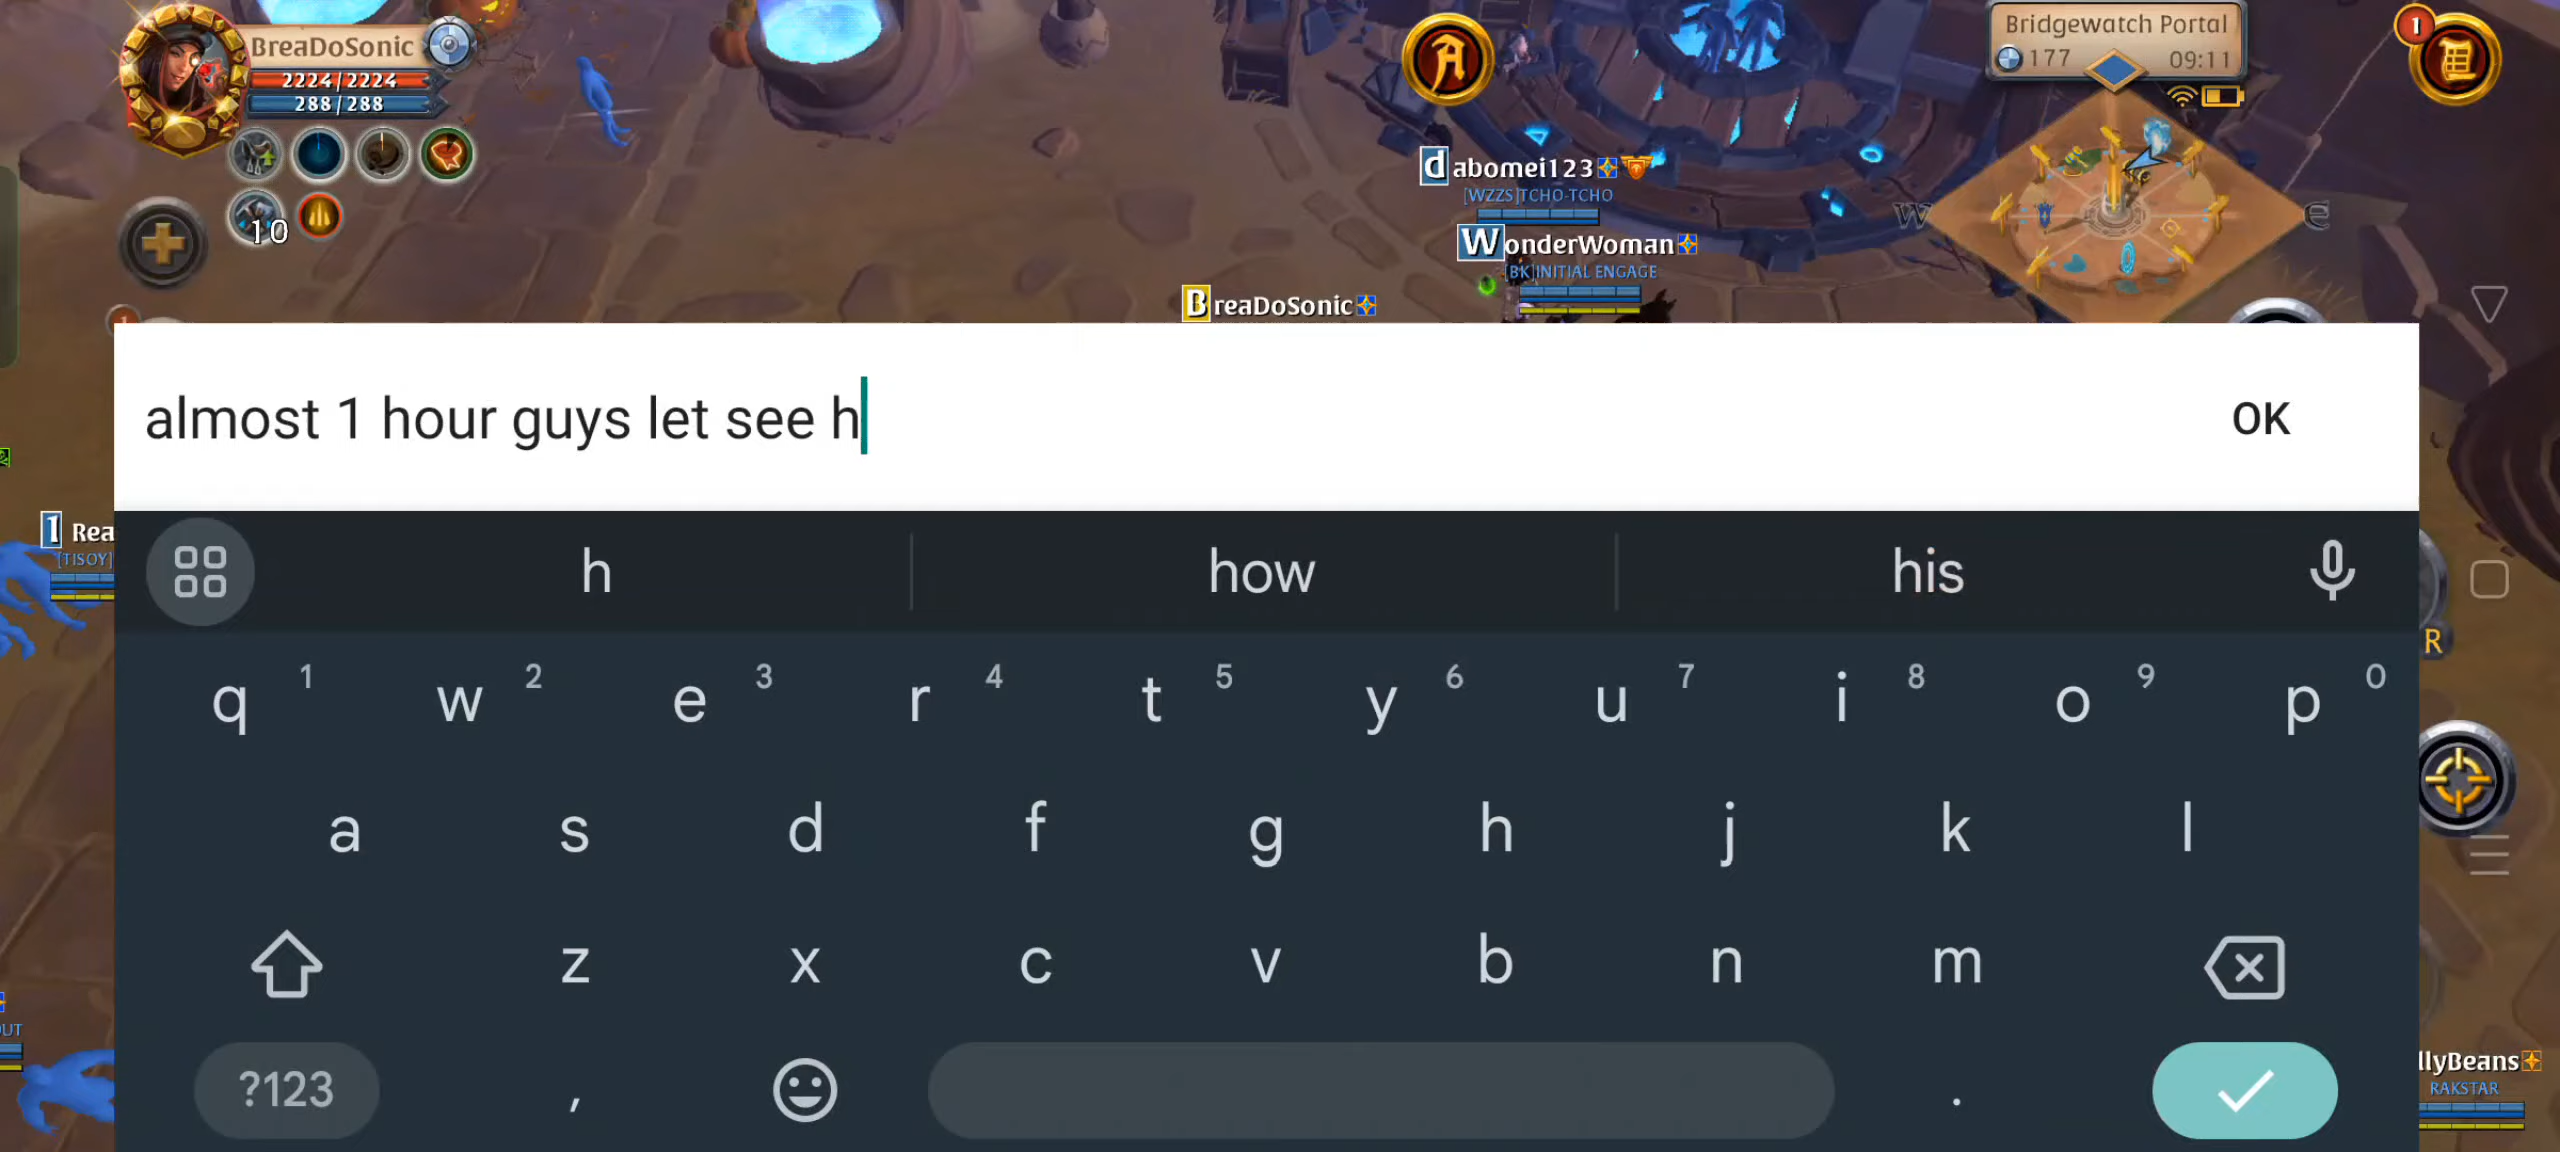 BreaDoSonic
2224/2224
288/288
10
Bridgewatch Portal
177 09:11
1
W
e
dabomei123
[WZZS]TCHO-TCHO
WonderWoman
[BK]INITIAL ENGAGE
BreaDoSonic
almost 1 hour guys let see h
OK
1 Rea
[TISOY]
h how his
R
q 1 w 2 e 3 r 4 t 5 y 6 u 7 i 8 o 9 p 0
a s d f g h j k l
z x c v b n m
?123 , .
UT
llyBeans
RAKSTAR